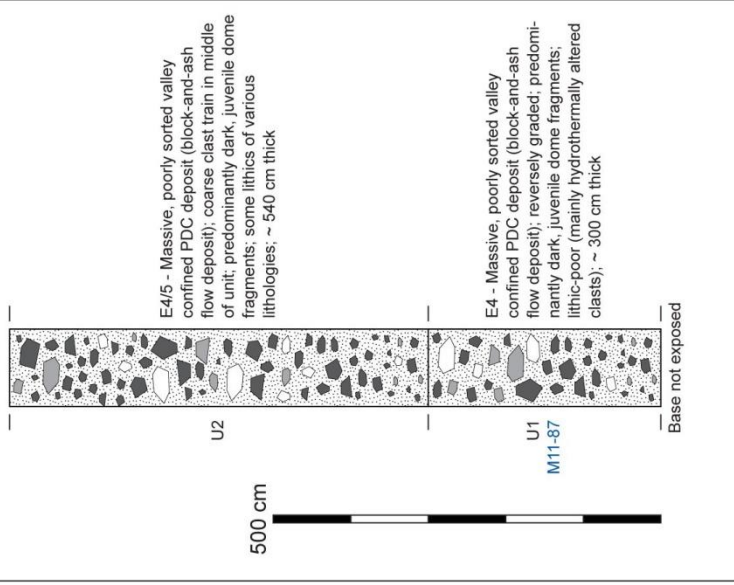 E4/5 - Massive, poorly sorted valley
confined PDC deposit (block-and-ash
flow deposit); coarse clast train in middle
of unit; predominantly dark, juvenile dome
fragments; some lithics of various
lithologies; ~ 540 cm thick
U2
E4 - Massive, poorly sorted valley
confined PDC deposit (block-and-ash
flow deposit); reversely graded; predomi-
nantly dark, juvenile dome fragments;
lithic-poor (mainly hydrothermally altered
clasts); ~ 300 cm thick
U1
M11-87
Base not exposed
500 cm